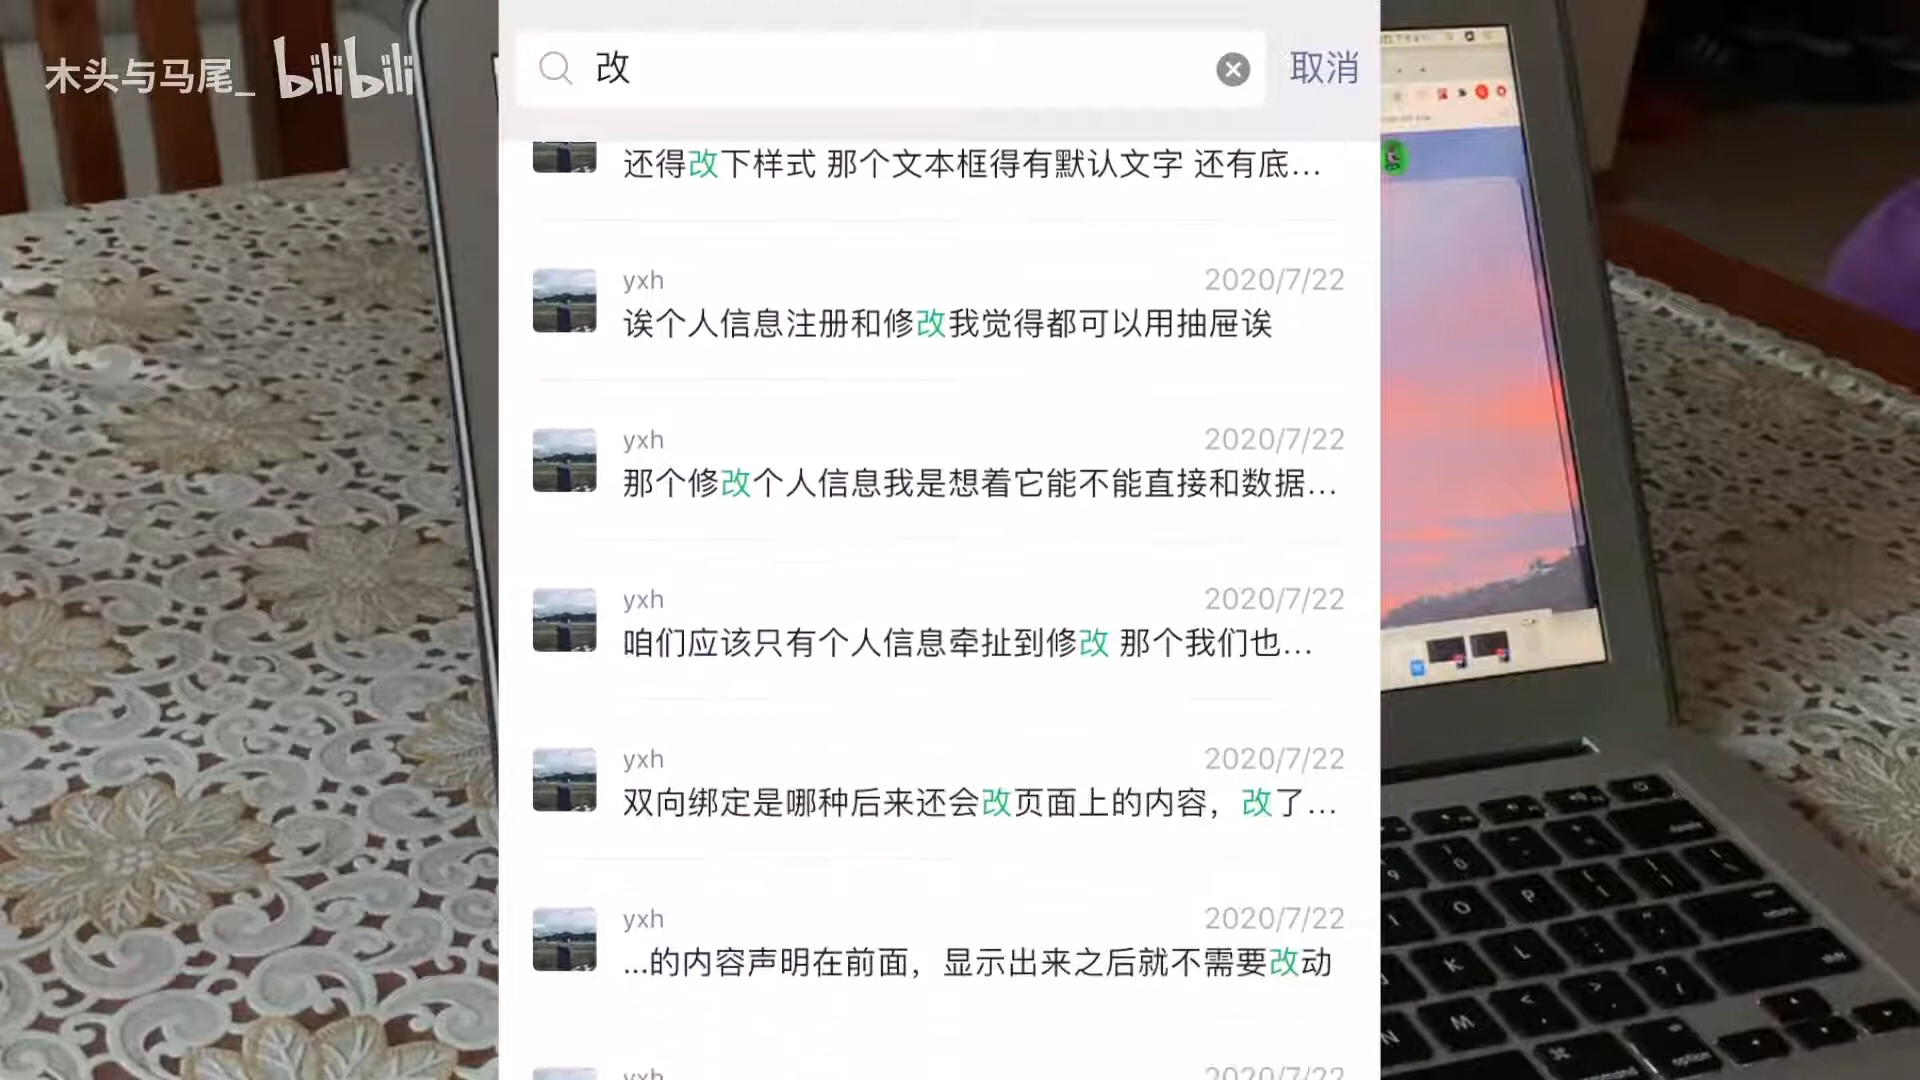 木头与马尾_ bilibili
改
取消
还得改下样式 那个文本框得有默认文字 还有底...
yxh
2020/7/22
诶个人信息注册和修改我觉得都可以用抽屉诶
yxh
2020/7/22
那个修改个人信息我是想着它能不能直接和数据...
yxh
2020/7/22
咱们应该只有个人信息牵扯到修改 那个我们也...
yxh
2020/7/22
双向绑定是哪种后来还会改页面上的内容，改了...
yxh
2020/7/22
...的内容声明在前面，显示出来之后就不需要改动
yxh
2020/7/22
O
P
K
L
M
N
option